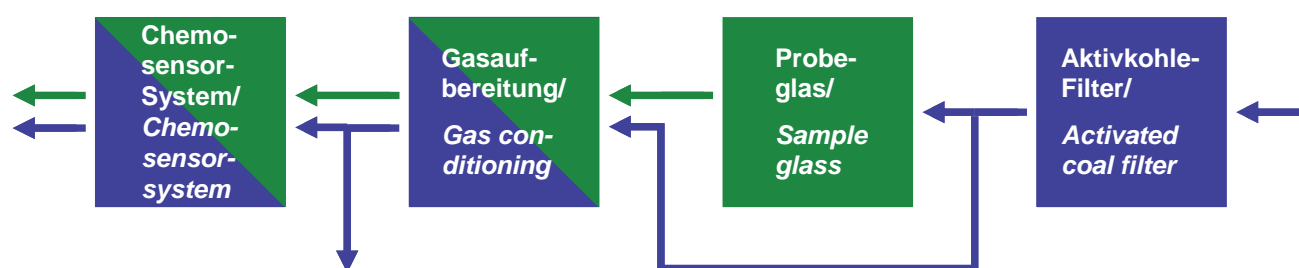 Chemo-
sensor-
System/
Chemo-
sensor-
system
Gasauf-
bereitung/
Gas con-
ditioning
Probe-
glas/
Sample
glass
Aktivkohle-
Filter/
Activated
coal filter